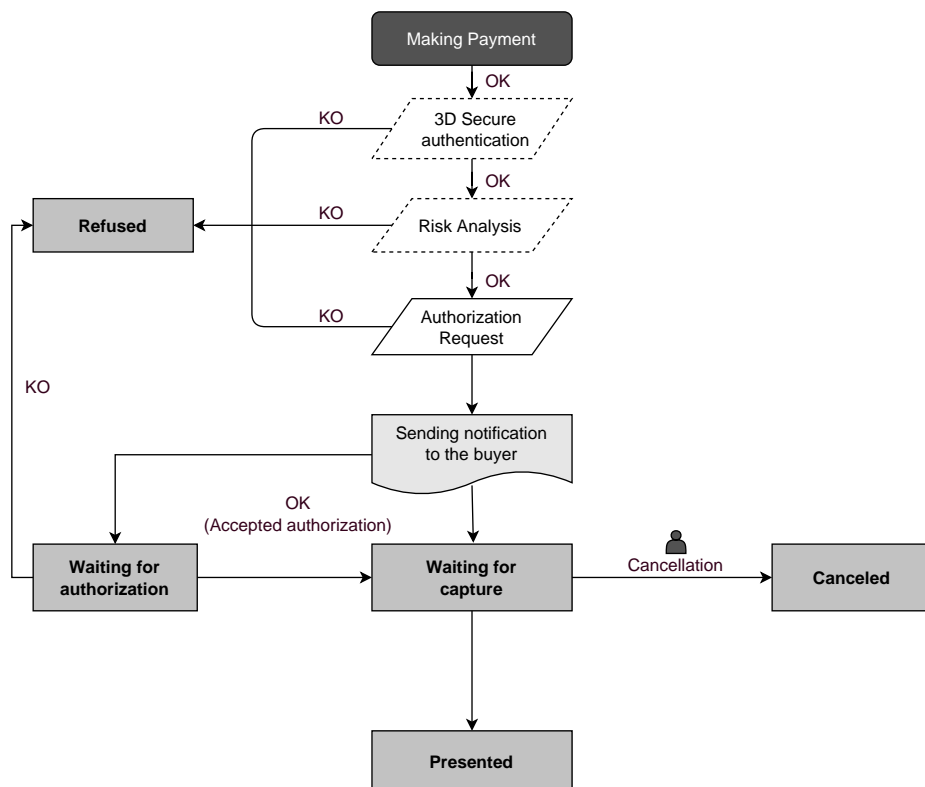 Making Payment
OK
KO
3D Secure
authentication
OK
Refused
KO
Risk Analysis
OK
KO
Authorization
Request
KO
Sending notification
to the buyer
OK
(Accepted authorization)
Waiting for
authorization
Waiting for
capture
Cancellation
Canceled
Presented